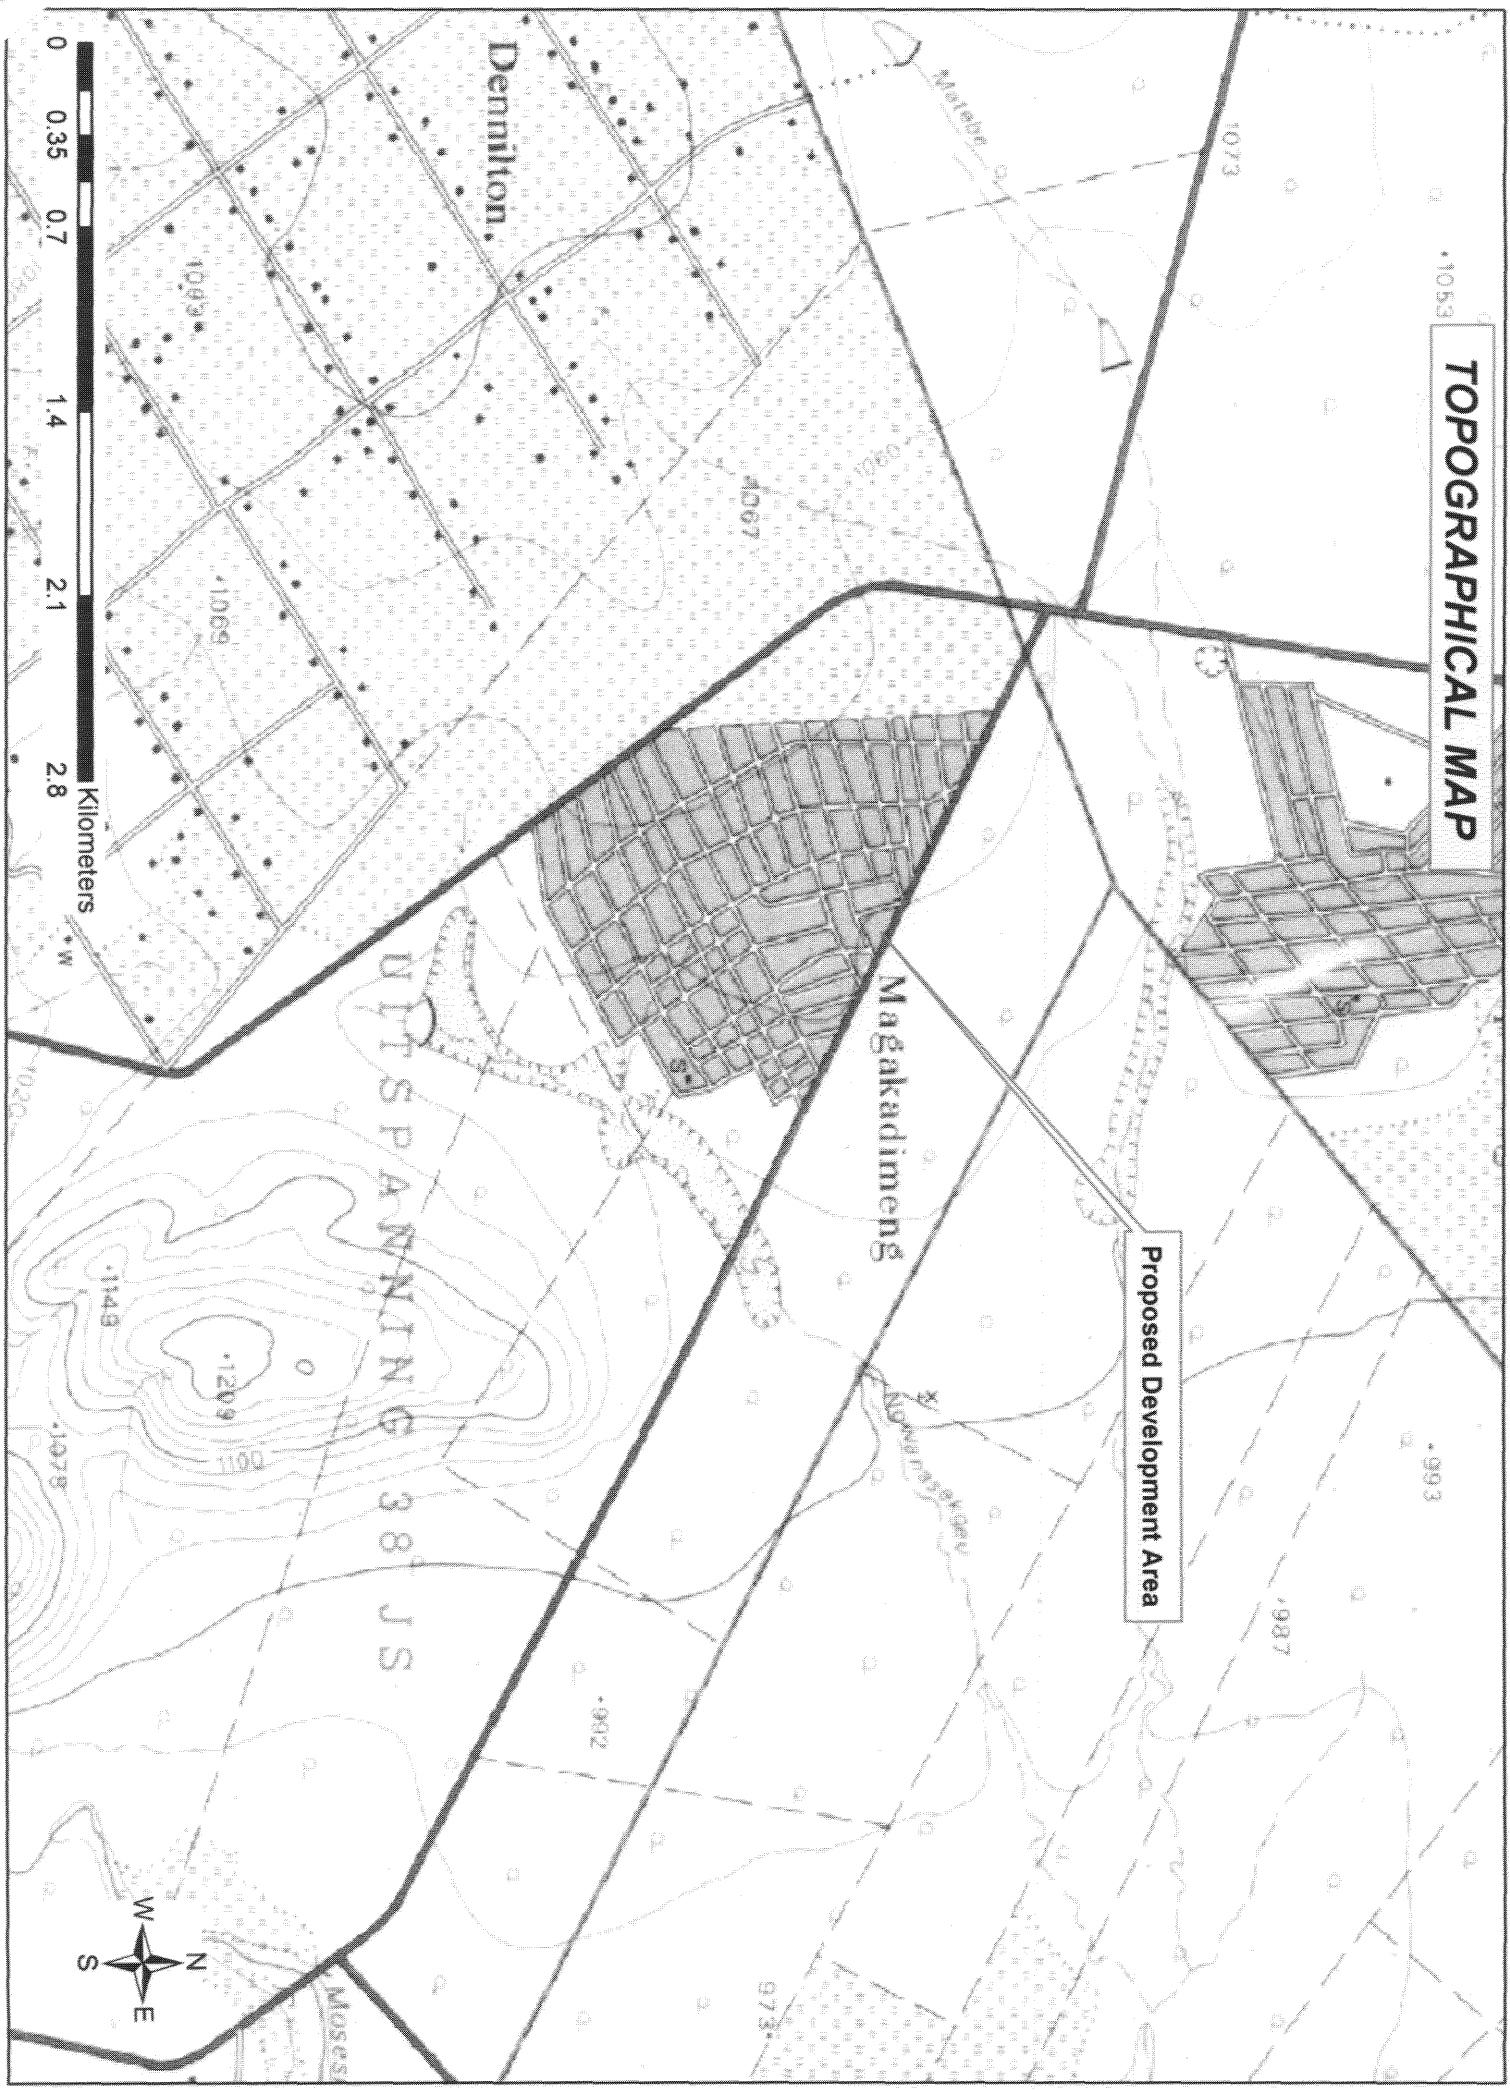 TOPOGRAPHICAL MAP
1053
1073
Matebe
Dennilton
1093
1060
1067
1069
Magakadimeng
Proposed Development Area
UITSPANNING 38 JS
W
S
S
1020
1149
1209
1100
1078
993
987
992
973
Moses
0 0.35 0.7 1.4 2.1 2.8 Kilometers
N
W E
S